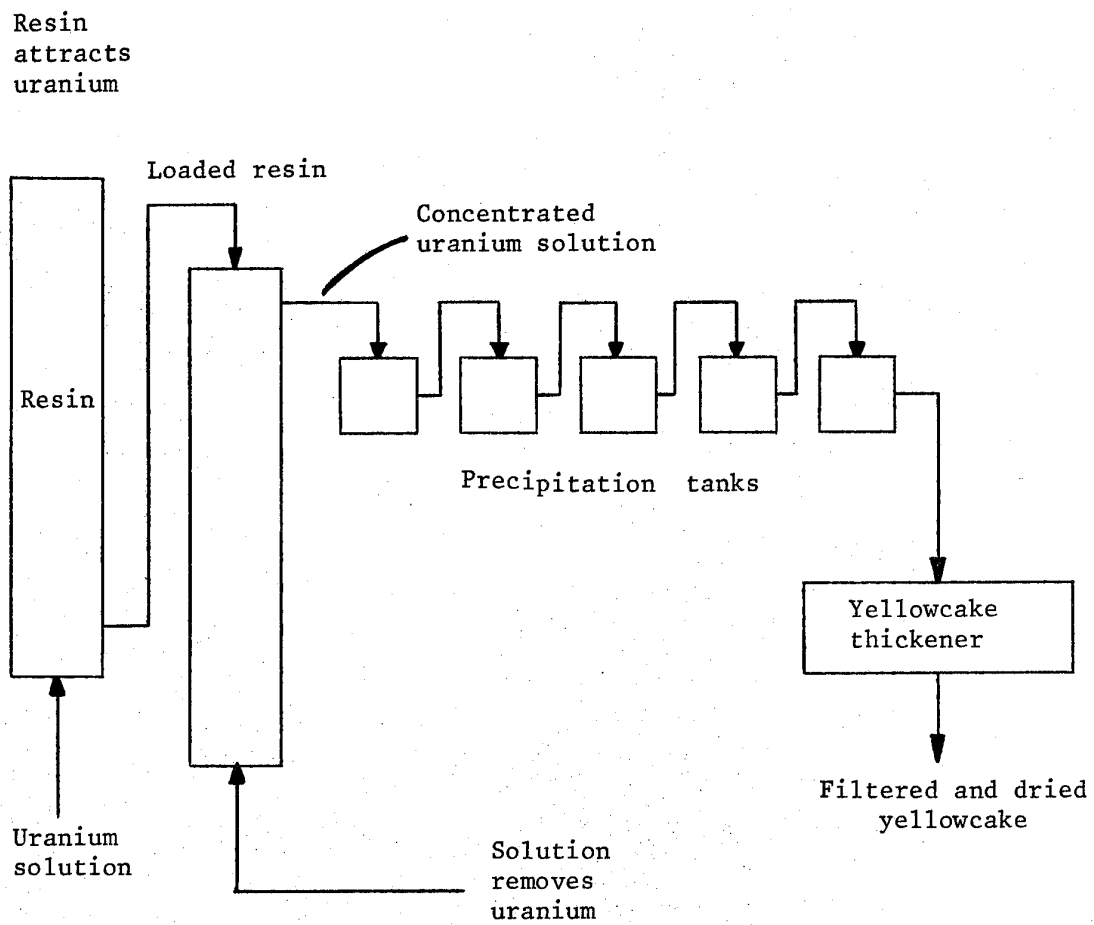 Resin
attracts
uranium
Loaded resin
Concentrated
uranium solution
Resin
Precipitation tanks
Yellowcake
thickener
Filtered and dried
yellowcake
Uranium
solution
Solution
removes
uranium